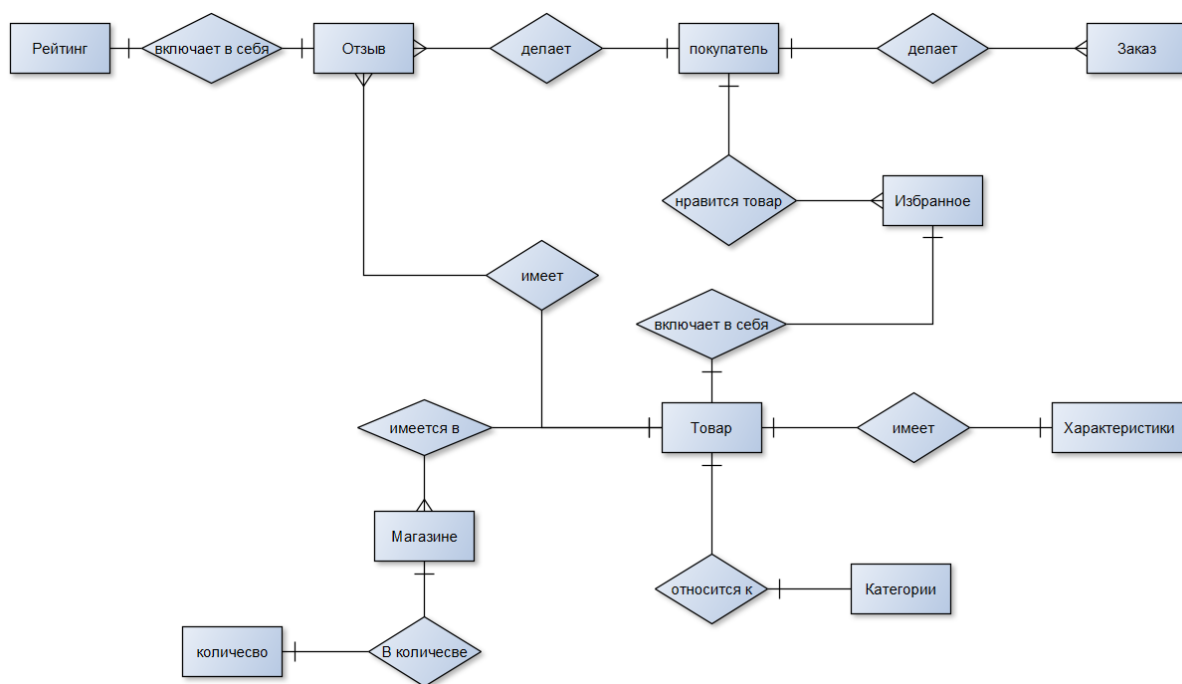 Рейтинг
включает в себя
Отзыв
делает
покупатель
делает
Заказ
нравится товар
Избранное
имеет
включает в себя
имеется в
Товар
имеет
Характеристики
Магазине
относится к
Категории
количесво
В количесве